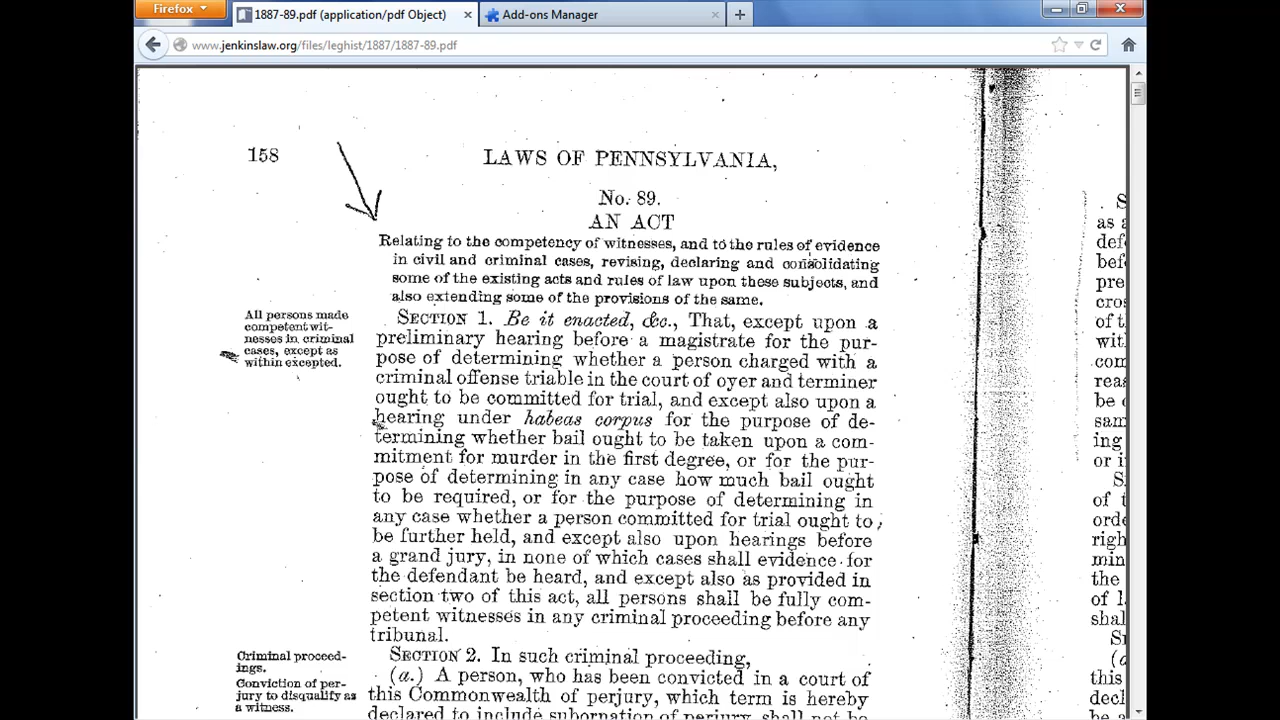 Firefox
1887-89.pdf (application/pdf Object)
Add-ons Manager
www.jenkinslaw.org/files/leghist/1887/1887-89.pdf
158
LAWS OF PENNSYLVANIA,
No. 89.
AN ACT
Relating to the competency of witnesses, and to the rules of evidence
in civil and criminal cases, revising, declaring and consolidating
some of the existing acts and rules of law upon these subjects, and
also extending some of the provisions of the same.
All persons made
competent wit-
nesses in criminal
cases, except as
within excepted.
SECTION 1. Be it enacted, &c., That, except upon a
preliminary hearing before a magistrate for the pur-
pose of determining whether a person charged with a
criminal offense triable in the court of oyer and terminer
ought to be committed for trial, and except also upon a
hearing under habeas corpus for the purpose of de-
termining whether bail ought to be taken upon a com-
mitment for murder in the first degree, or for the pur-
pose of determining in any case how much bail ought
to be required, or for the purpose of determining in
any case whether a person committed for trial ought to
be further held, and except also upon hearings before
a grand jury, in none of which cases shall evidence for
the defendant be heard, and except also as provided in
section two of this act, all persons shall be fully com-
petent witnesses in any criminal proceeding before any
tribunal.
Criminal proceed-
ings.
Conviction of per-
jury to disqualify as
a witness.
SECTION 2. In such criminal proceeding,
(a.) A person, who has been convicted in a court of
this Commonwealth of perjury, which term is hereby
declared to include subornation of perjury, shall not be